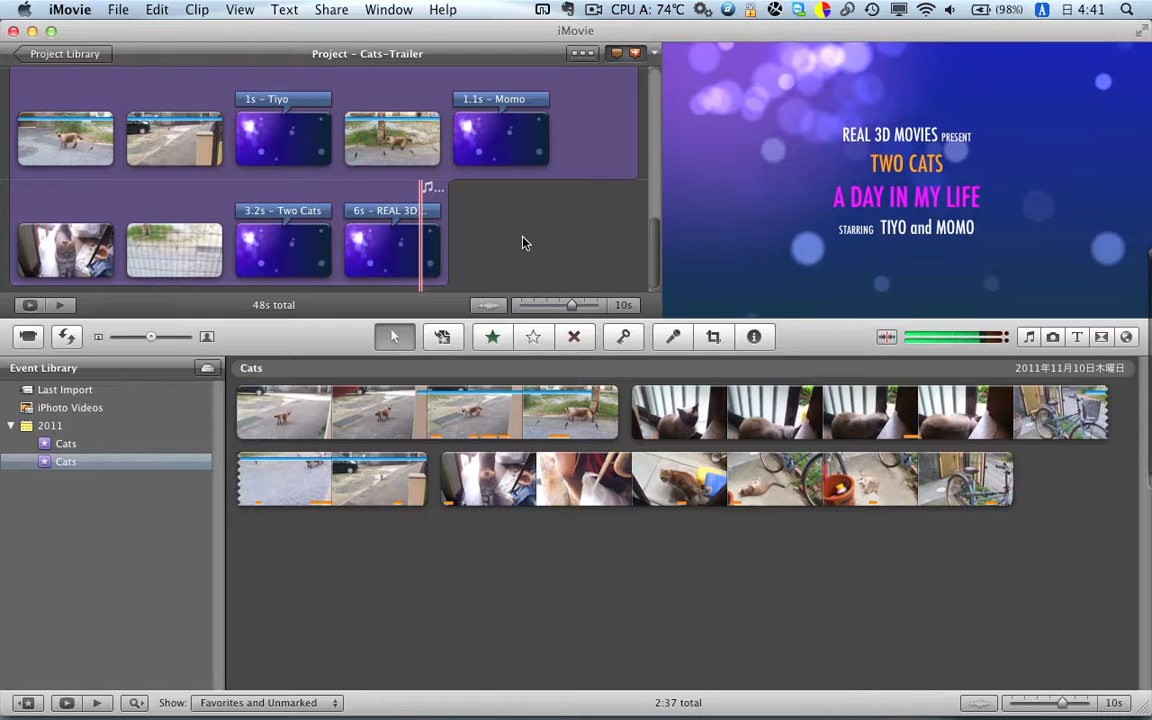 iMovie File Edit Clip View Text Share Window Help CPU A: 74℃ (98%) A 日 4:41
iMovie
Project Library Project - Cats-Trailer
1s - Tiyo 1.1s - Momo
3.2s - Two Cats 6s - REAL 3D...
REAL 3D MOVIES PRESENT
TWO CATS
A DAY IN MY LIFE
STARRING TIYO and MOMO
48s total 10s
Event Library
Last Import
iPhoto Videos
2011
Cats
Cats
Cats 2011年11月10日木曜日
Show: Favorites and Unmarked 2:37 total 10s